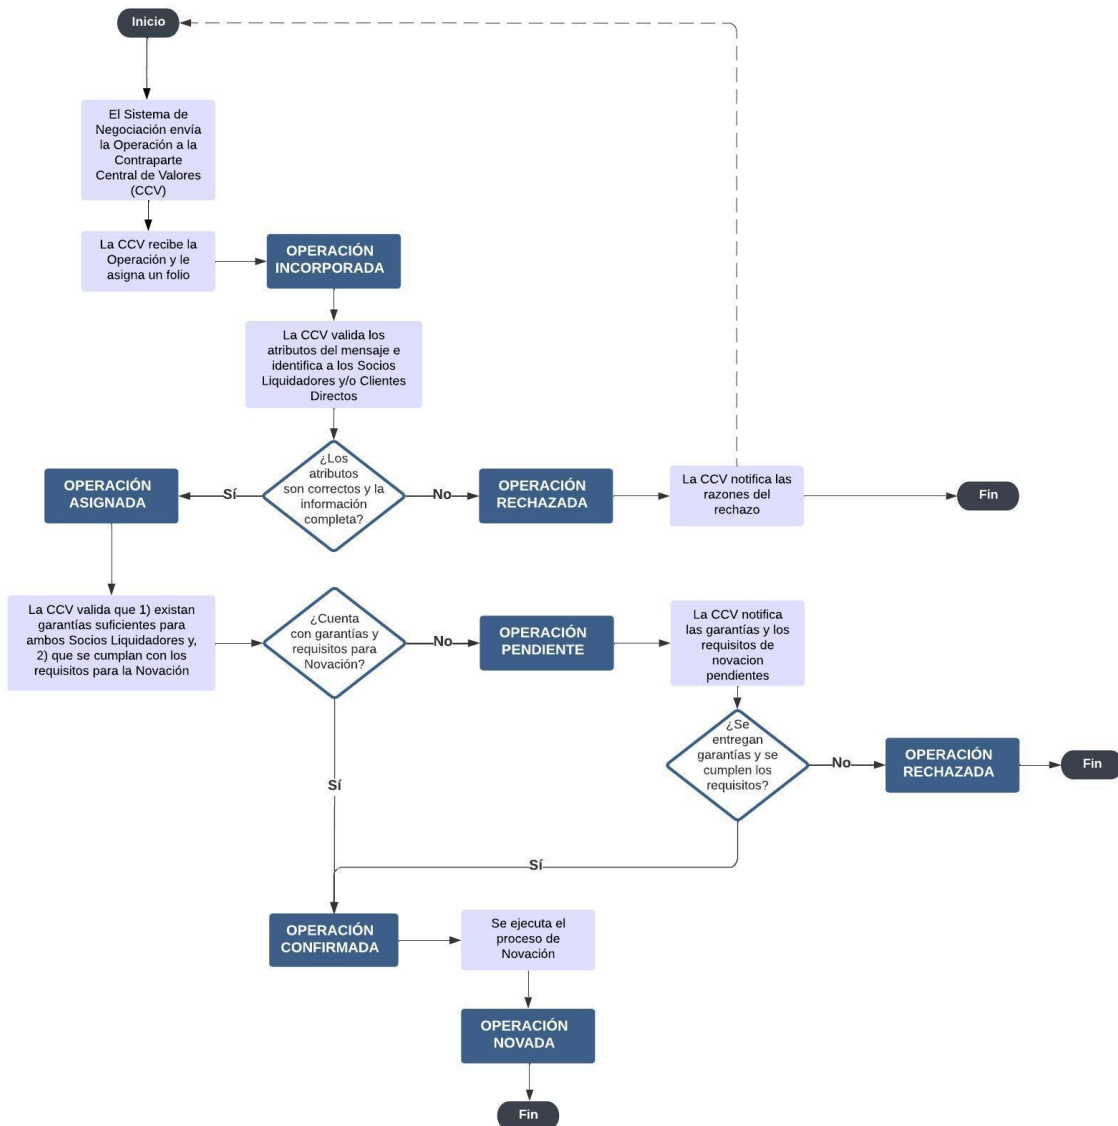 Inicio
El Sistema de
Negociación envía
la Operación a la
Contraparte
Central de Valores
(CCV)
La CCV recibe la
Operación y le
asigna un folio
OPERACIÓN
INCORPORADA
La CCV valida los
atributos del mensaje e
identifica a los Socios
Liquidadores y/o Clientes
Directos
¿Los
atributos
son correctos y la
información
completa?
Sí
No
OPERACIÓN
ASIGNADA
OPERACIÓN
RECHAZADA
La CCV notifica las
razones del
rechazo
Fin
La CCV valida que 1) existan
garantías suficientes para
ambos Socios Liquidadores y,
2) que se cumplan con los
requisitos para la Novación
¿Cuenta
con garantías y
requisitos para
Novación?
No
OPERACIÓN
PENDIENTE
La CCV notifica
las garantías y los
requisitos de
novacion
pendientes
¿Se
entregan
garantías y se
cumplen los
requisitos?
No
OPERACIÓN
RECHAZADA
Fin
Sí
Sí
OPERACIÓN
CONFIRMADA
Se ejecuta el
proceso de
Novación
OPERACIÓN
NOVADA
Fin